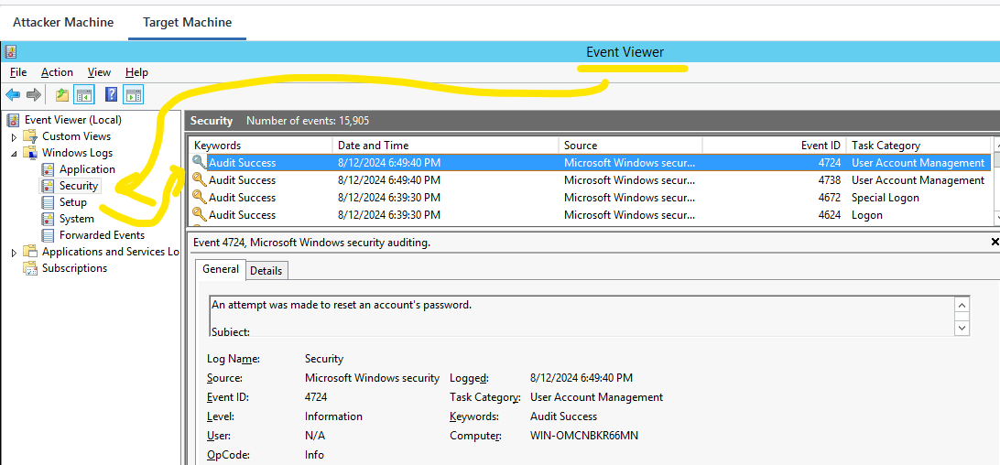 Attacker Machine Target Machine
Event Viewer
File Action View Help
Event Viewer (Local)
Custom Views
Windows Logs
Application
Security
Setup
System
Forwarded Events
Applications and Services Lo
Subscriptions
Security Number of events: 15,905
Keywords Date and Time Source Event ID Task Category
Audit Success 8/12/2024 6:49:40 PM Microsoft Windows secur... 4724 User Account Management
Audit Success 8/12/2024 6:49:40 PM Microsoft Windows secur... 4738 User Account Management
Audit Success 8/12/2024 6:39:30 PM Microsoft Windows secur... 4672 Special Logon
Audit Success 8/12/2024 6:39:30 PM Microsoft Windows secur... 4624 Logon
Event 4724, Microsoft Windows security auditing.
General Details
An attempt was made to reset an account's password.
Subject:
Log Name: Security
Source: Microsoft Windows security Logged: 8/12/2024 6:49:40 PM
Event ID: 4724 Task Category: User Account Management
Level: Information Keywords: Audit Success
User: N/A Computer: WIN-OMCNBKR66MN
OpCode: Info